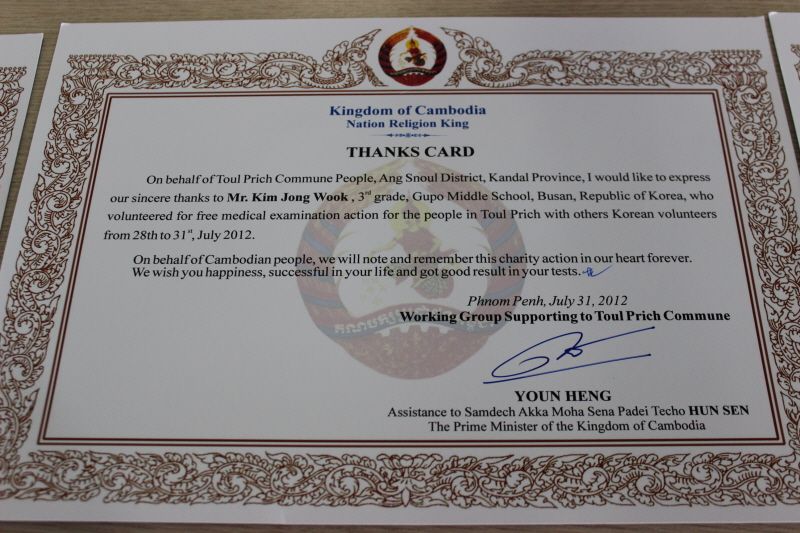 Kingdom of Cambodia
Nation Religion King
THANKS CARD
On behalf of Toul Prich Commune People, Ang Snoul District, Kandal Province, I would like to express
our sincere thanks to Mr. Kim Jong Wook , 3rd grade, Gupo Middle School, Busan, Republic of Korea, who
volunteered for free medical examination action for the people in Toul Prich with others Korean volunteers
from 28th to 31st, July 2012.
On behalf of Cambodian people, we will note and remember this charity action in our heart forever.
We wish you happiness, successful in your life and got good result in your tests.
Phnom Penh, July 31, 2012
Working Group Supporting to Toul Prich Commune
YOUN HENG
Assistance to Samdech Akka Moha Sena Padei Techo HUN SEN
The Prime Minister of the Kingdom of Cambodia